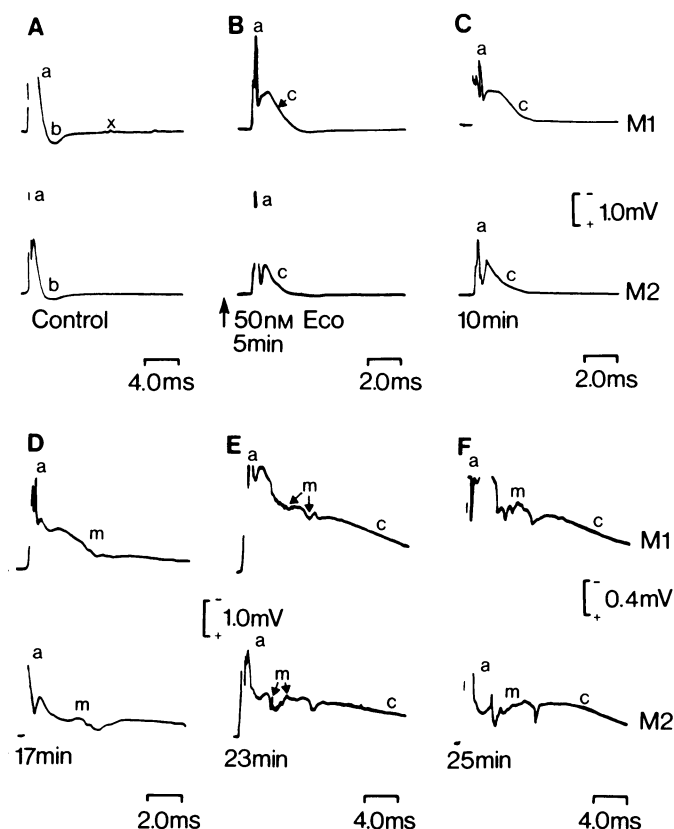 A
a
b
x
B
a
c
C
a
c
M1
a
b
Control
a
c
50nM Eco
5min
a
c
M2
10min
-
+
1.0mV
4.0ms
2.0ms
2.0ms
D
a
m
E
a
m
c
F
a
m
c
M1
-
+
1.0mV
-
+
0.4mV
a
m
17min
a
m
c
23min
a
m
c
M2
25min
2.0ms
4.0ms
4.0ms